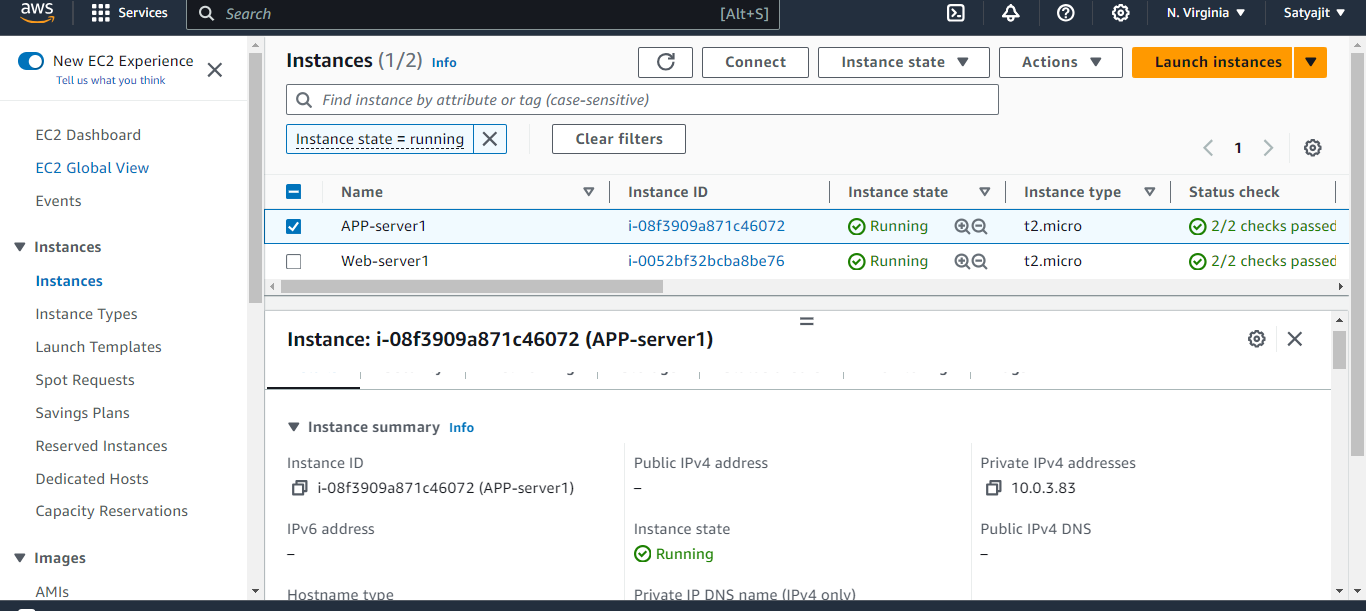 aws Services Search [Alt+S] N. Virginia Satyajit
New EC2 Experience
Tell us what you think
EC2 Dashboard
EC2 Global View
Events
Instances
Instances
Instance Types
Launch Templates
Spot Requests
Savings Plans
Reserved Instances
Dedicated Hosts
Capacity Reservations
Images
AMIs
Instances (1/2) Info Connect Instance state Actions Launch instances
Find instance by attribute or tag (case-sensitive)
Instance state = running Clear filters
1
Name Instance ID Instance state Instance type Status check
APP-server1 i-08f3909a871c46072 Running t2.micro 2/2 checks passed
Web-server1 i-0052bf32bcba8be76 Running t2.micro 2/2 checks passed
Instance: i-08f3909a871c46072 (APP-server1)
Instance summary Info
Instance ID Public IPv4 address Private IPv4 addresses
i-08f3909a871c46072 (APP-server1) – 10.0.3.83
IPv6 address Instance state Public IPv4 DNS
– Running –
Hostname type Private IP DNS name (IPv4 only)